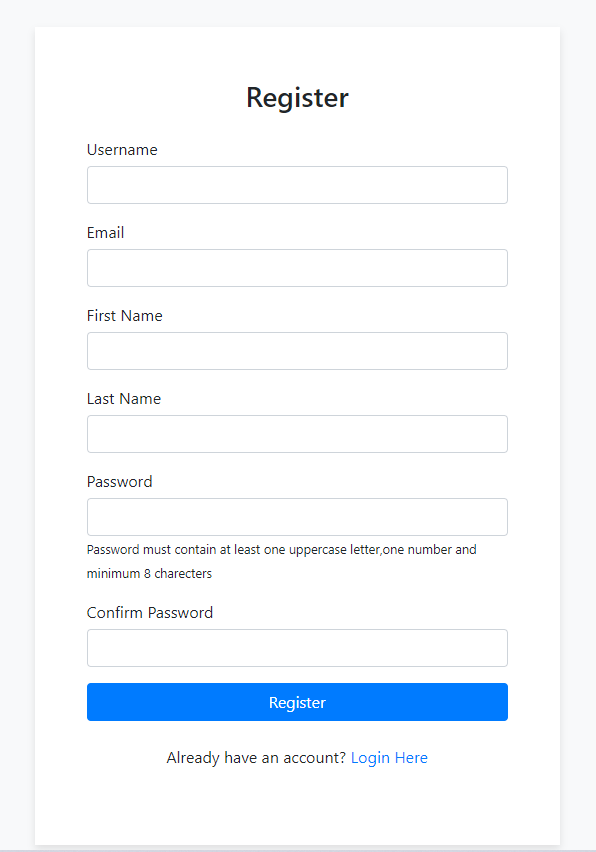 Register
Username
Email
First Name
Last Name
Password
Password must contain at least one uppercase letter,one number and
minimum 8 charecters
Confirm Password
Register
Already have an account? Login Here